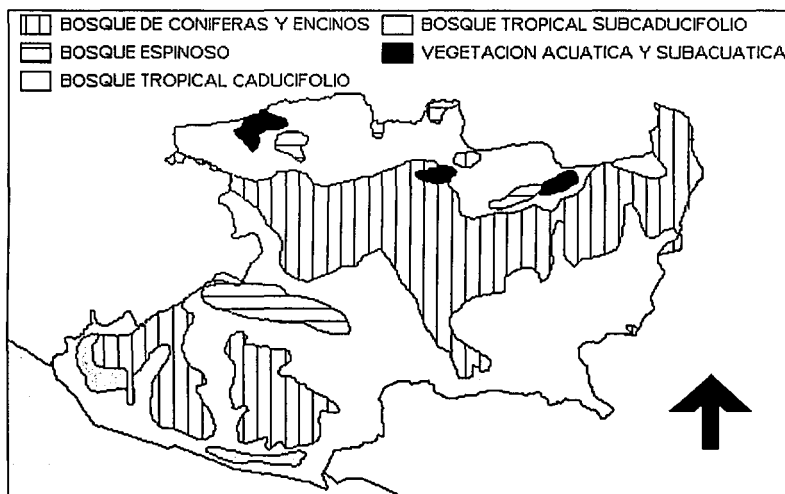 BOSQUE DE CONIFERAS Y ENCINOS
BOSQUE ESPINOSO
BOSQUE TROPICAL CADUCIFOLIO
BOSQUE TROPICAL SUBCADUCIFOLIO
VEGETACION ACUATICA Y SUBACUATICA